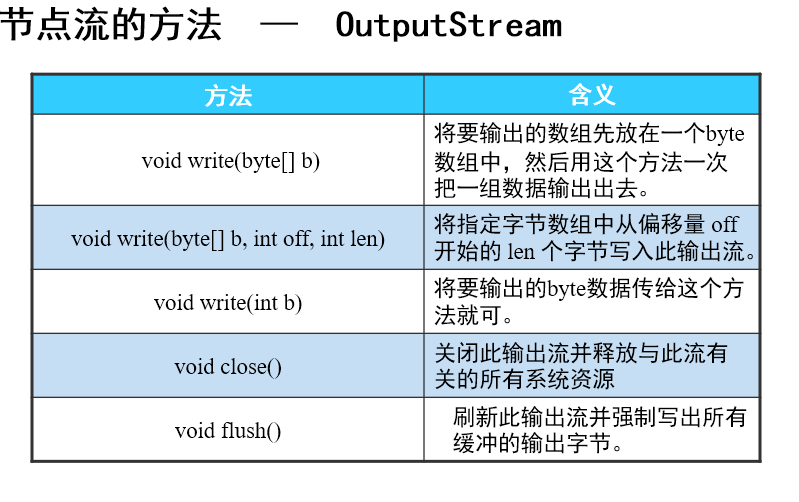 节点流的方法 — OutputStream
方法
含义
void write(byte[] b)
将要输出的数组先放在一个byte
数组中，然后用这个方法一次
把一组数据输出出去。
void write(byte[] b, int off, int len)
将指定字节数组中从偏移量 off
开始的 len 个字节写入此输出流。
void write(int b)
将要输出的byte数据传给这个方
法就可。
void close()
关闭此输出流并释放与此流有
关的所有系统资源
void flush()
刷新此输出流并强制写出所有
缓冲的输出字节。